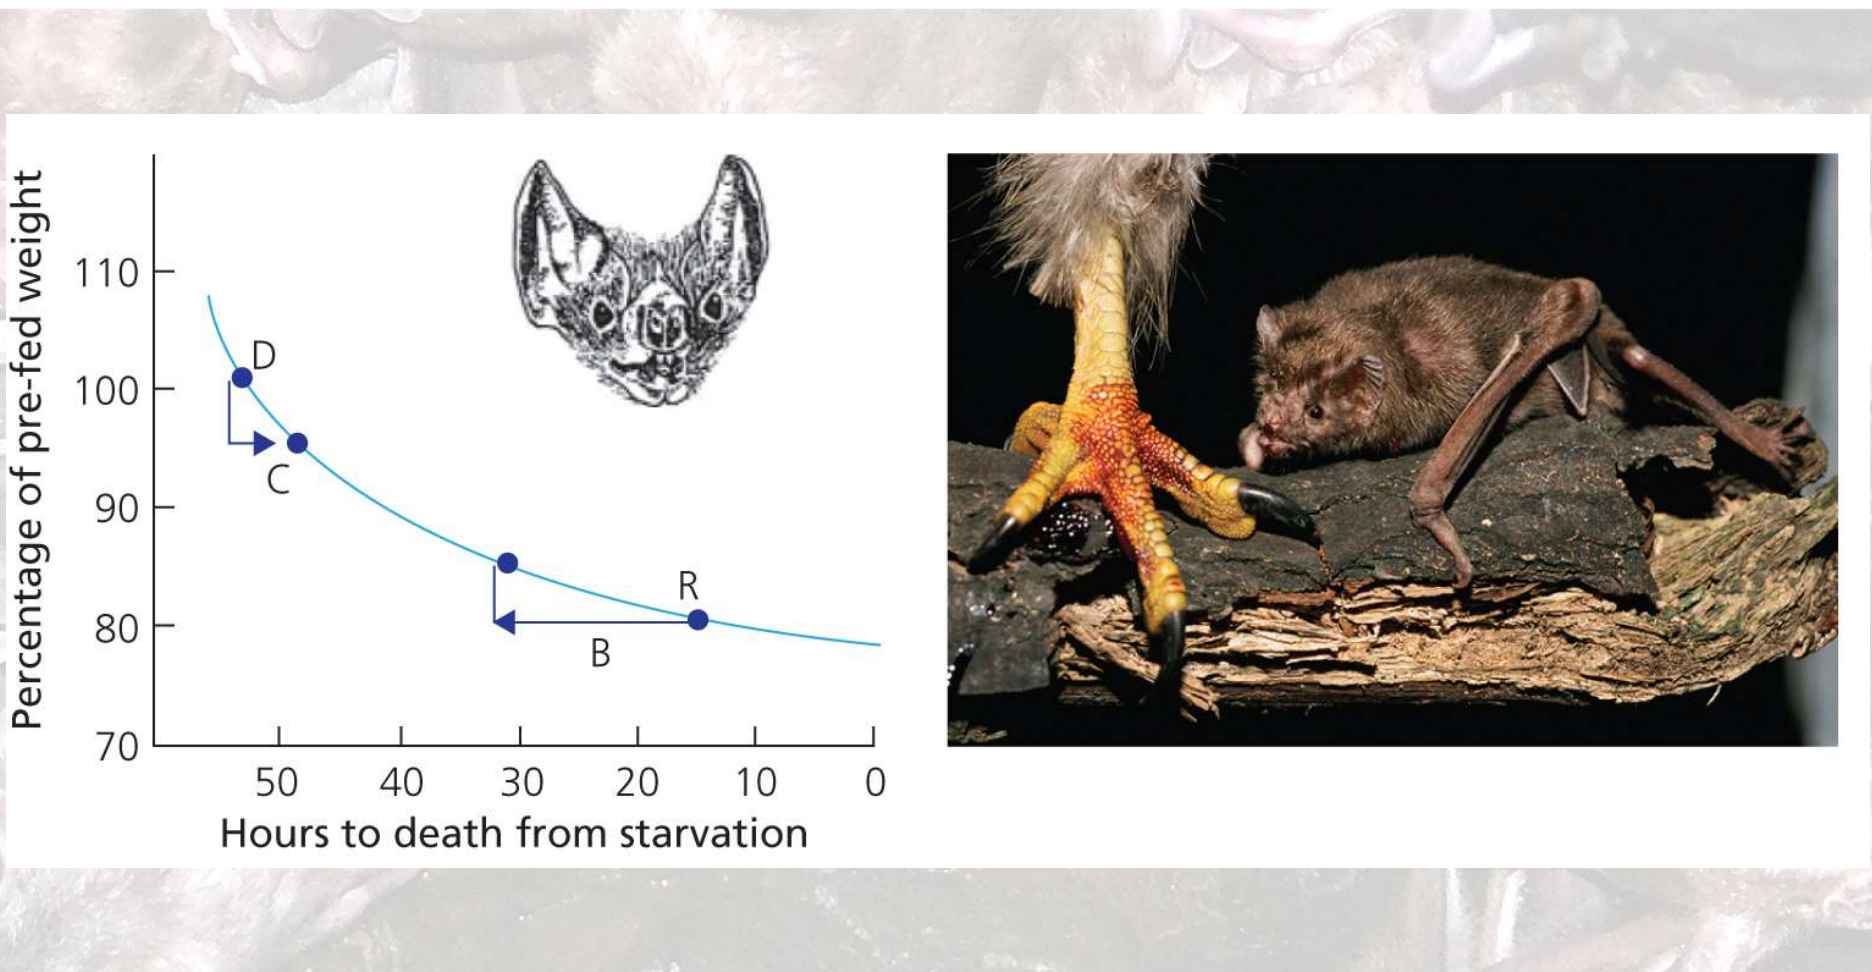 Percentage of pre-fed weight
110
100
90
80
70
D
C
R
B
50 40 30 20 10 0
Hours to death from starvation